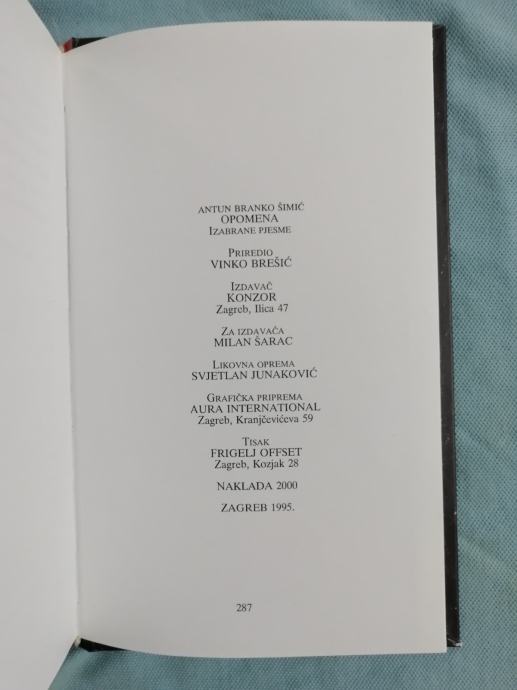 ANTUN BRANKO ŠIMIĆ
OPOMENA
IZABRANE PJESME
PRIREDIO
VINKO BREŠIĆ
IZDAVAČ
KONZOR
Zagreb, Ilica 47
ZA IZDAVAČA
MILAN ŠARAC
LIKOVNA OPREMA
SVJETLAN JUNAKOVIĆ
GRAFIČKA PRIPREMA
AURA INTERNATIONAL
Zagreb, Kranjčevićeva 59
TISAK
FRIGELJ OFFSET
Zagreb, Kozjak 28
NAKLADA 2000
ZAGREB 1995.
287